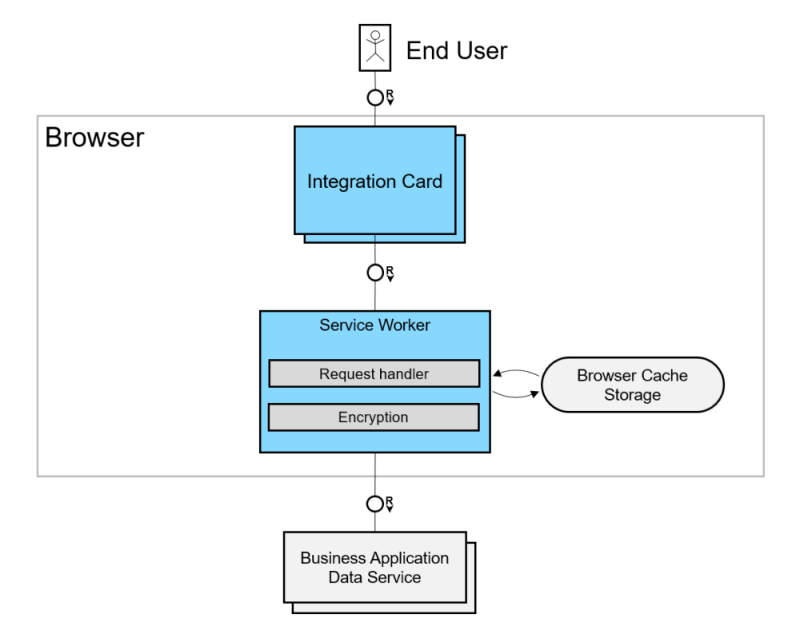 End User
R
Browser
Integration Card
R
Service Worker
Request handler
Encryption
Browser Cache
Storage
R
Business Application
Data Service